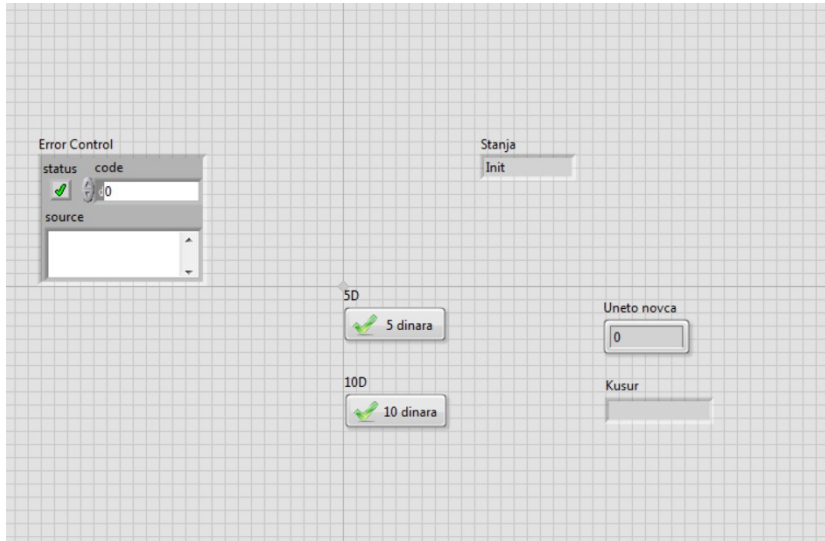 Error Control
status code
0
source
Stanja
Init
5D
5 dinara
10D
10 dinara
Uneto novca
0
Kusur